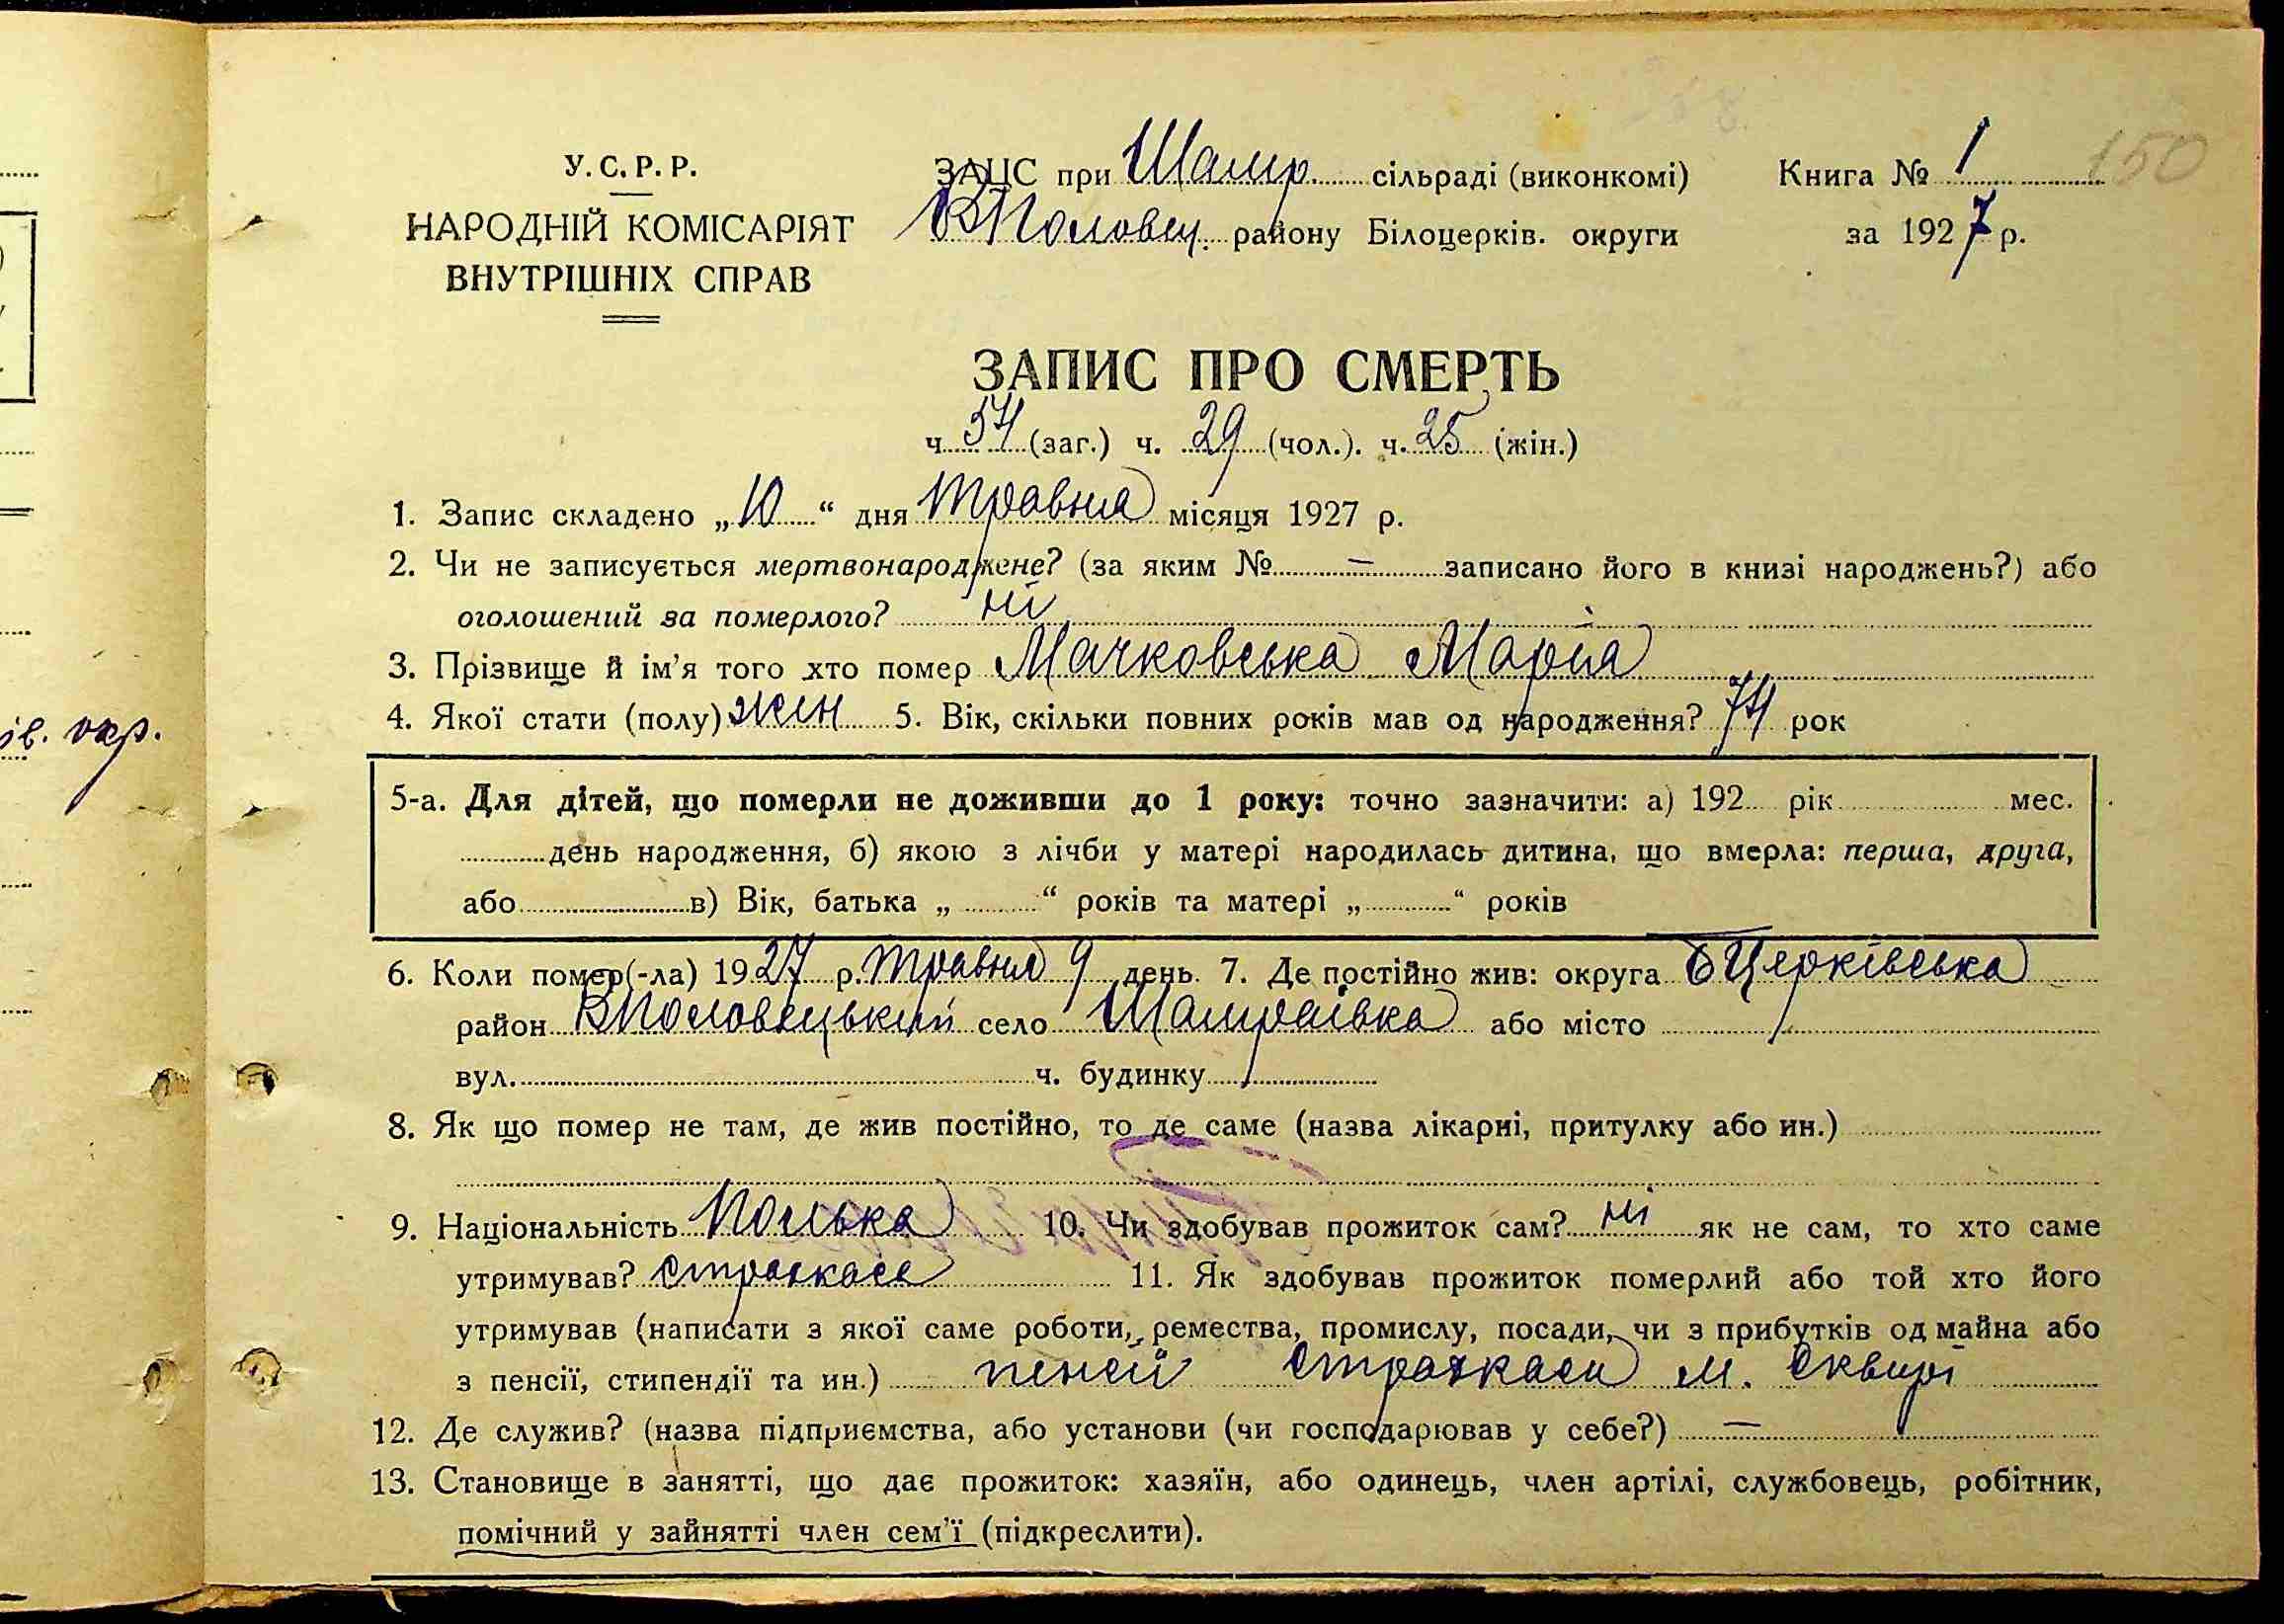 150
У. С. Р. Р.
НАРОДНІЙ КОМІСАРІЯТ
ВНУТРІШНІХ СПРАВ
ЗАЦС при Шамр. сільраді (виконкомі)
ВПоловец. району Білоцерків. округи
Книга № 1
за 1927 р.
ЗАПИС ПРО СМЕРТЬ
ч. 54 (заг.) ч. 29 (чол.). ч. 25 (жін.)
1. Запис складено „10“ дня травня місяця 1927 р.
2. Чи не записується мертвонароджене? (за яким № — записано його в книзі народжень?) або
оголошений за померлого? ні
3. Прізвище й ім'я того хто помер Мачковська Марія
4. Якої стати (полу) жін 5. Вік, скільки повних років мав од народження? 74 рок
5-а. Для дітей, що померли не доживши до 1 року: точно зазначити: а) 192 рік мес.
день народження, б) якою з лічби у матері народилась дитина, що вмерла: перша, друга,
або в) Вік, батька „ “ років та матері „ “ років
6. Коли помер(-ла) 1927 р. травня 9 день. 7. Де постійно жив: округа БЦерківська
район ВПоловецький село Шамраївка або місто
вул. ч. будинку
8. Як що помер не там, де жив постійно, то де саме (назва лікарні, притулку або ин.)
9. Національність Полька 10. Чи здобував прожиток сам? ні як не сам, то хто саме
утримував? страхкаса 11. Як здобував прожиток померлий або той хто його
утримував (написати з якої саме роботи, ремества, промислу, посади, чи з прибутків од майна або
з пенсії, стипендії та ин.) пенсій страхкаси м. Сквирі
12. Де служив? (назва підприємства, або установи (чи господарював у себе?) —
13. Становище в занятті, що дає прожиток: хазяїн, або одинець, член артілі, службовець, робітник,
помічний у зайнятті член сем'ї (підкреслити).
ів. окр.